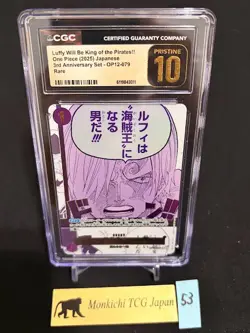 CGC
CERTIFIED GUARANTY COMPANY
Luffy Will Be King of the Pirates!!
One Piece (2025) Japanese
3rd Anniversary Set - OP12-079
Rare
PRISTINE
10
ルフィは
〝海賊王〟に
なる
男だ!!!
Monkichi TCG Japan
53